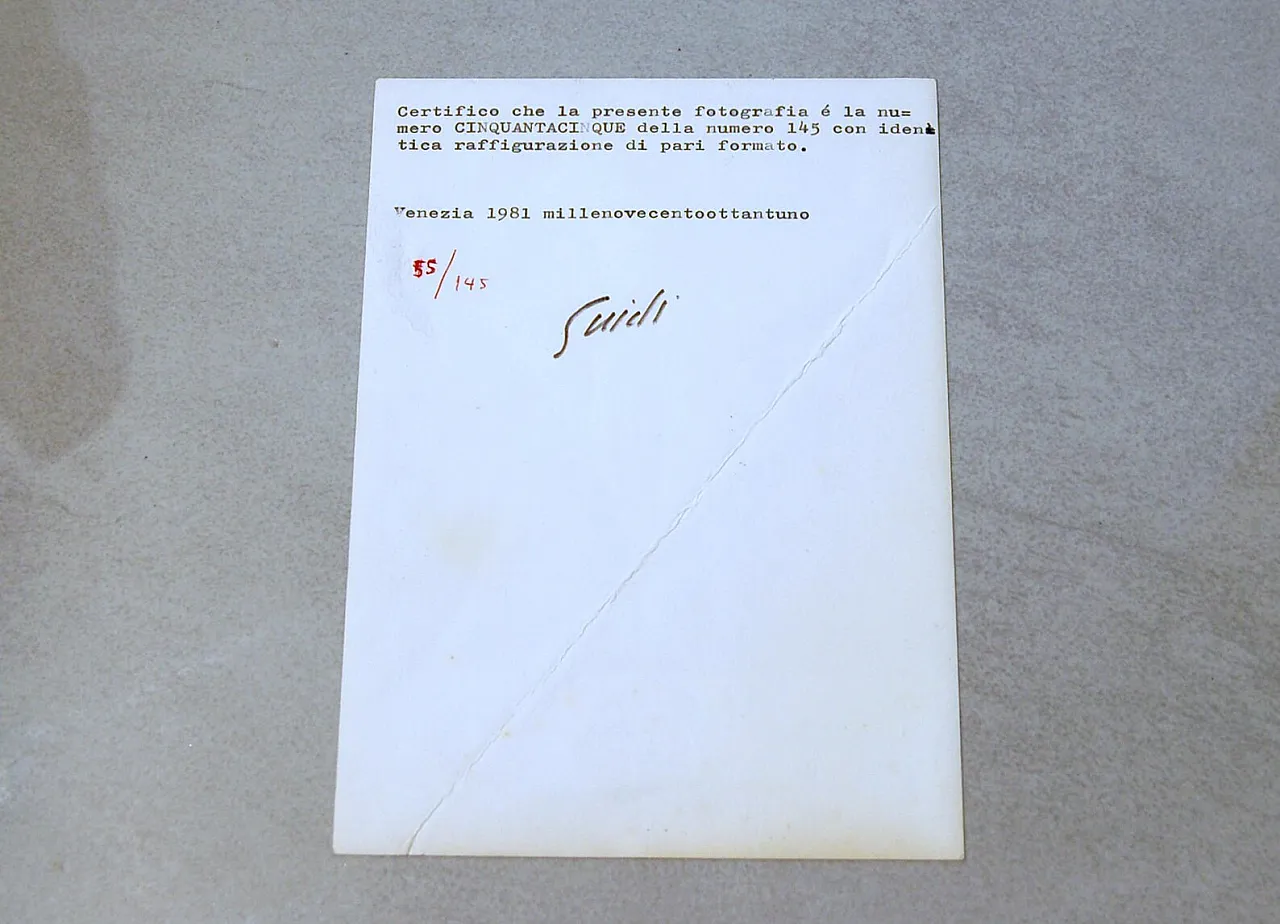 Certifico che la presente fotografia é la nu=
mero CINQUANTACINQUE della numero 145 con iden
tica raffigurazione di pari formato.
Venezia 1981 millenovecentoottantuno
55/145
Guidi